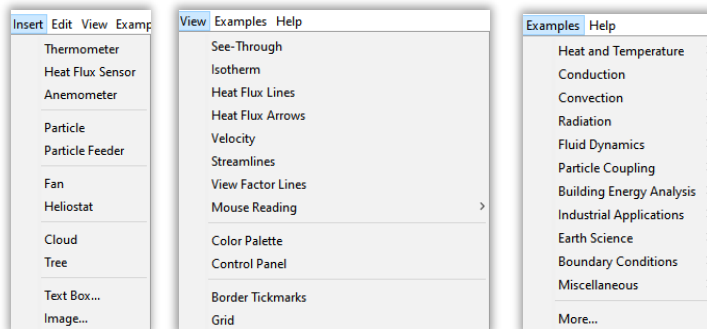 Insert Edit View Examp
Thermometer
Heat Flux Sensor
Anemometer
Particle
Particle Feeder
Fan
Heliostat
Cloud
Tree
Text Box...
Image...
View Examples Help
See-Through
Isotherm
Heat Flux Lines
Heat Flux Arrows
Velocity
Streamlines
View Factor Lines
Mouse Reading
Color Palette
Control Panel
Border Tickmarks
Grid
Examples Help
Heat and Temperature
Conduction
Convection
Radiation
Fluid Dynamics
Particle Coupling
Building Energy Analysis
Industrial Applications
Earth Science
Boundary Conditions
Miscellaneous
More...